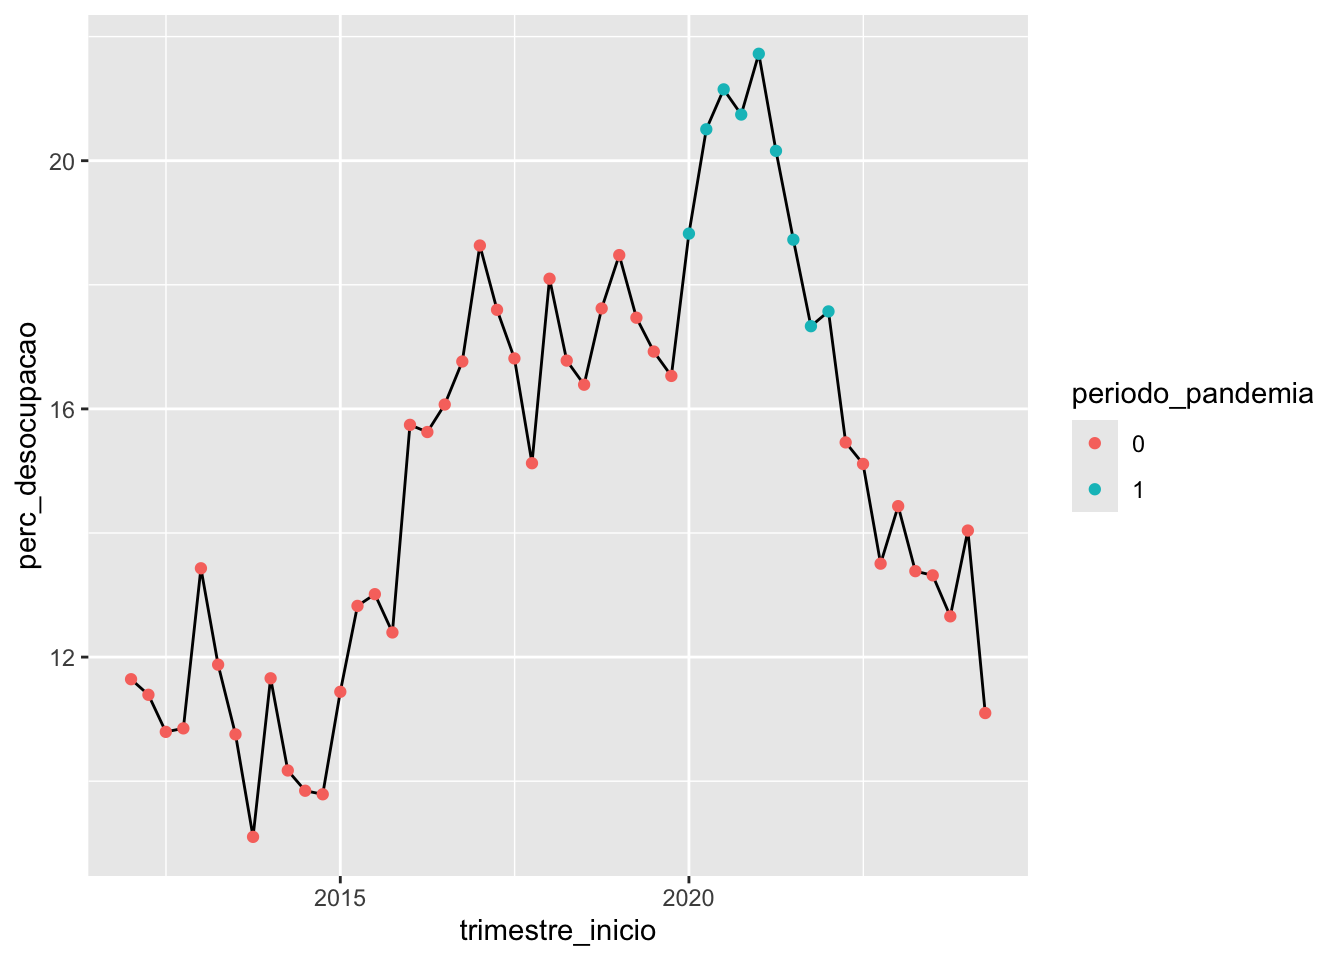 20
16
12
perc_desocupacao
2015
2020
trimestre_inicio
periodo_pandemia
0
1